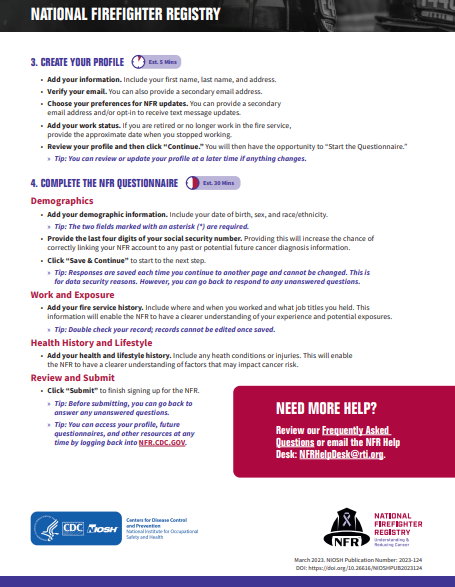 NATIONAL FIREFIGHTER REGISTRY
3. CREATE YOUR PROFILE Est. 5 Mins
• Add your information. Include your first name, last name, and address.
• Verify your email. You can also provide a secondary email address.
• Choose your preferences for NFR updates. You can provide a secondary
email address and/or opt-in to receive text message updates.
• Add your work status. If you are retired or no longer work in the fire service,
provide the approximate date when you stopped working.
• Review your profile and then click “Continue.” You will then have the opportunity to “Start the Questionnaire.”
» Tip: You can review or update your profile at a later time if anything changes.
4. COMPLETE THE NFR QUESTIONNAIRE Est. 30 Mins
Demographics
• Add your demographic information. Include your date of birth, sex, and race/ethnicity.
» Tip: The two fields marked with an asterisk (*) are required.
• Provide the last four digits of your social security number. Providing this will increase the chance of
correctly linking your NFR account to any past or potential future cancer diagnosis information.
• Click “Save & Continue” to start to the next step.
» Tip: Responses are saved each time you continue to another page and cannot be changed. This is
for data security reasons. However, you can go back to respond to any unanswered questions.
Work and Exposure
• Add your fire service history. Include where and when you worked and what job titles you held. This
information will enable the NFR to have a clearer understanding of your experience and potential exposures.
» Tip: Double check your record; records cannot be edited once saved.
Health History and Lifestyle
• Add your health and lifestyle history. Include any heath conditions or injuries. This will enable
the NFR to have a clearer understanding of factors that may impact cancer risk.
Review and Submit
• Click “Submit” to finish signing up for the NFR.
» Tip: Before submitting, you can go back to
answer any unanswered questions.
» Tip: You can access your profile, future
questionnaires, and other resources at any
time by logging back into NFR.CDC.GOV.
NEED MORE HELP?
Review our Frequently Asked
Questions or email the NFR Help
Desk: NFRHelpDesk@rti.org.
CDC NIOSH
Centers for Disease Control
and Prevention
National Institute for Occupational
Safety and Health
NFR
NATIONAL
FIREFIGHTER
REGISTRY
Understanding &
Reducing Cancer
March 2023, NIOSH Publication Number: 2023-124
DOI: https://doi.org/10.26616/NIOSHPUB2023124